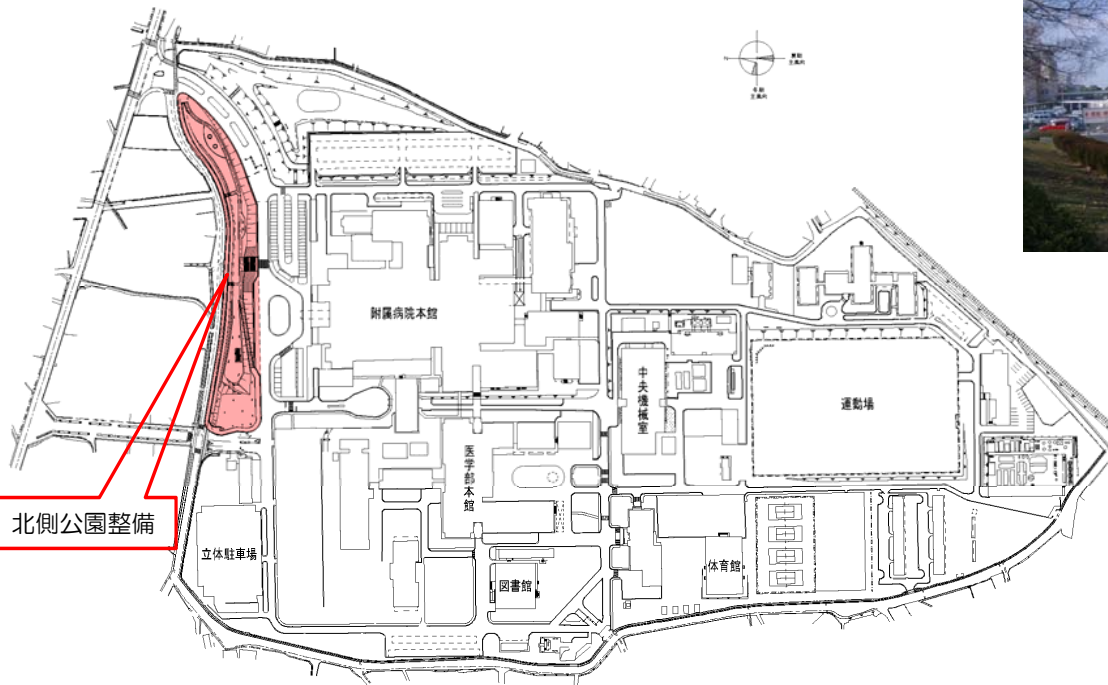 附属病院本館
中央機械室
運動場
医学部本館
北側公園整備
立体駐車場
図書館
体育館